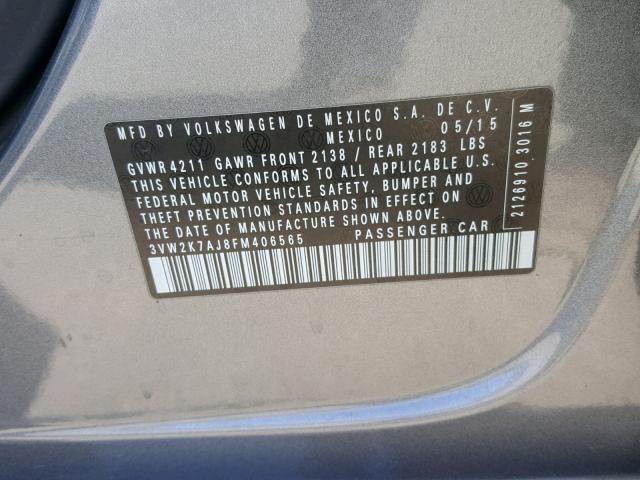 MFD BY VOLKSWAGEN DE MEXICO S.A. DE C.V.
MEXICO 05/15
GVWR 4211 GAWR FRONT 2138 / REAR 2183 LBS
THIS VEHICLE CONFORMS TO ALL APPLICABLE U.S.
FEDERAL MOTOR VEHICLE SAFETY, BUMPER AND
THEFT PREVENTION STANDARDS IN EFFECT ON
THE DATE OF MANUFACTURE SHOWN ABOVE
3VW2K7AJ8FM406565 PASSENGER CAR
2126910 3016 M